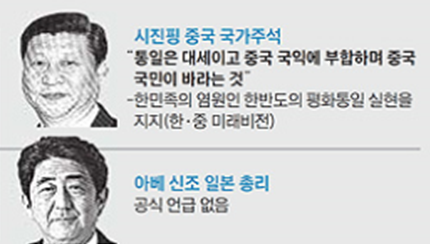 시진핑 중국 국가주석
“통일은 대세이고 중국 국익에 부합하며 중국
국민이 바라는 것”
-한민족의 염원인 한반도의 평화통일 실현을
지지(한·중 미래비전)
아베 신조 일본 총리
공식 언급 없음